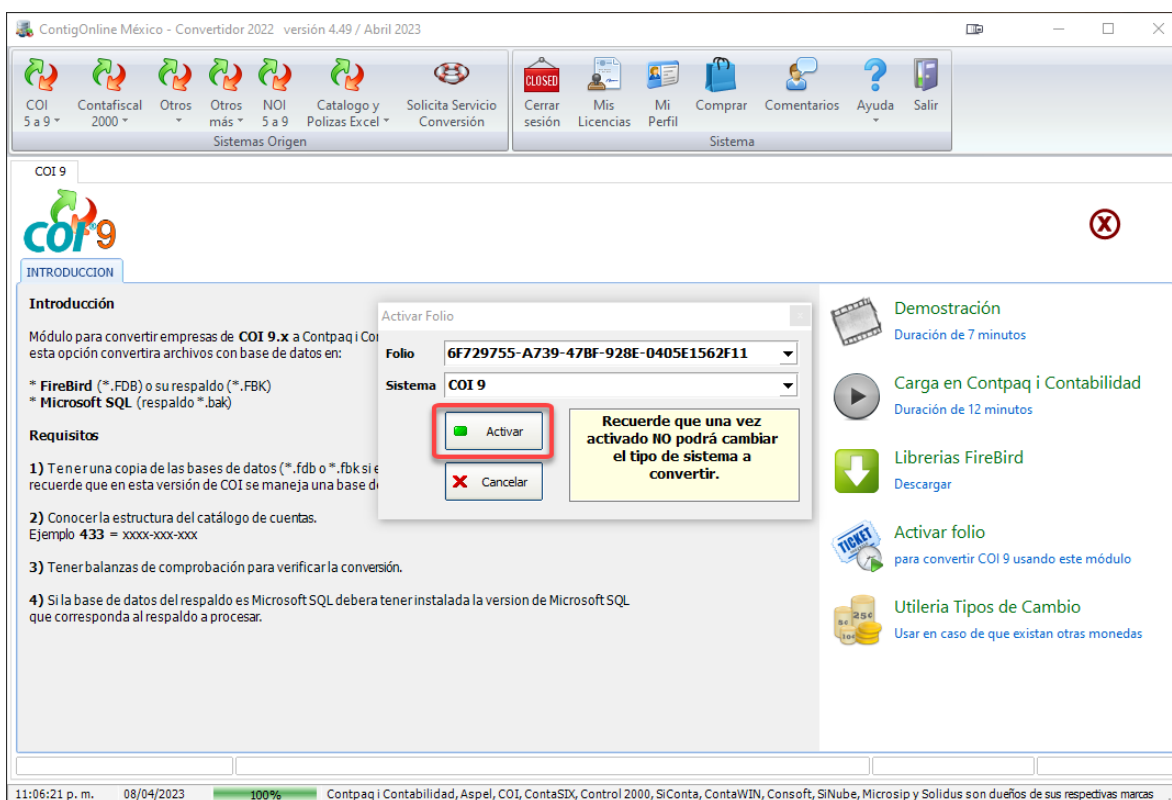 ContigOnline México - Convertidor 2022 versión 4.49 / Abril 2023
COI
5 a 9
Contafiscal
2000
Otros
Otros
más
NOI
5 a 9
Catalogo y
Polizas Excel
Solicita Servicio
Conversión
Sistemas Origen
CLOSED
Cerrar
sesión
Mis
Licencias
Mi
Perfil
Comprar
Comentarios
Ayuda
Salir
Sistema
COI 9
COI® 9
INTRODUCCION
Introducción
Módulo para convertir empresas de COI 9.x a Contpaq i Co
esta opción convertira archivos con base de datos en:
* FireBird (*.FDB) o su respaldo (*.FBK)
* Microsoft SQL (respaldo *.bak)
Requisitos
1) Tener una copia de las bases de datos (*.fdb o *.fbk si e
recuerde que en esta versión de COI se maneja una base d
2) Conocer la estructura del catálogo de cuentas.
Ejemplo 433 = xxxx-xxx-xxx
3) Tener balanzas de comprobación para verificar la conversión.
4) Si la base de datos del respaldo es Microsoft SQL debera tener instalada la version de Microsoft SQL
que corresponda al respaldo a procesar.
Activar Folio
Folio 6F729755-A739-47BF-928E-0405E1562F11
Sistema COI 9
Activar
Cancelar
Recuerde que una vez
activado NO podrá cambiar
el tipo de sistema a
convertir.
Demostración
Duración de 7 minutos
Carga en Contpaq i Contabilidad
Duración de 12 minutos
Librerias FireBird
Descargar
TICKET
Activar folio
para convertir COI 9 usando este módulo
5¢ 25¢
10¢
Utileria Tipos de Cambio
Usar en caso de que existan otras monedas
11:06:21 p. m. 08/04/2023 100% Contpaq i Contabilidad, Aspel, COI, ContaSIX, Control 2000, SiConta, ContaWIN, Consoft, SiNube, Microsip y Solidus son dueños de sus respectivas marcas